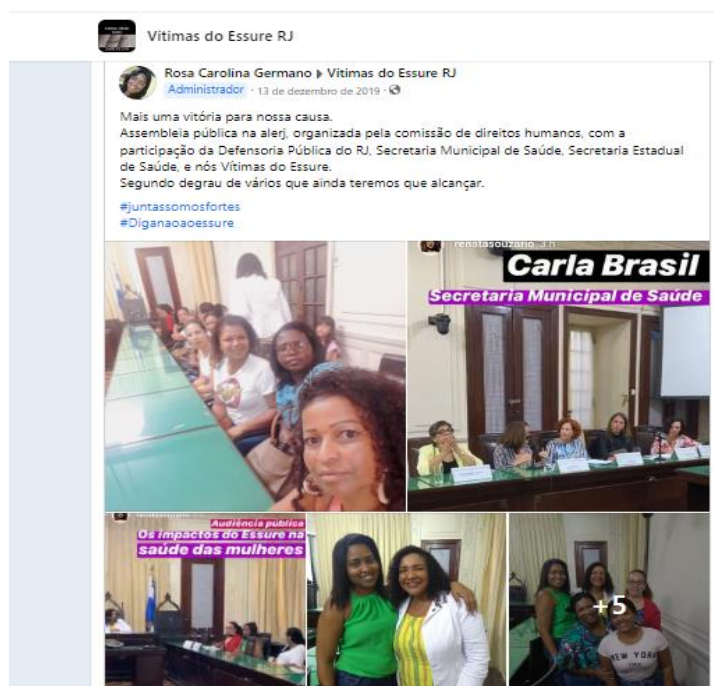 Vitimas do Essure RJ
Rosa Carolina Germano ▸ Vitimas do Essure RJ
Administrador · 13 de dezembro de 2019 ·
Mais uma vitória para nossa causa.
Assembleia pública na alerj, organizada pela comissão de direitos humanos, com a
participação da Defensoria Pública do RJ, Secretaria Municipal de Saúde, Secretaria Estadual
de Saúde, e nós Vítimas do Essure.
Segundo degrau de vários que ainda teremos que alcançar.
#juntassomosfortes
#Diganaoaoessure
renatasouzario 3 h
Carla Brasil
Secretaria Municipal de Saúde
Audiência pública
Os impactos do Essure na
saúde das mulheres
+5
NEW YORK